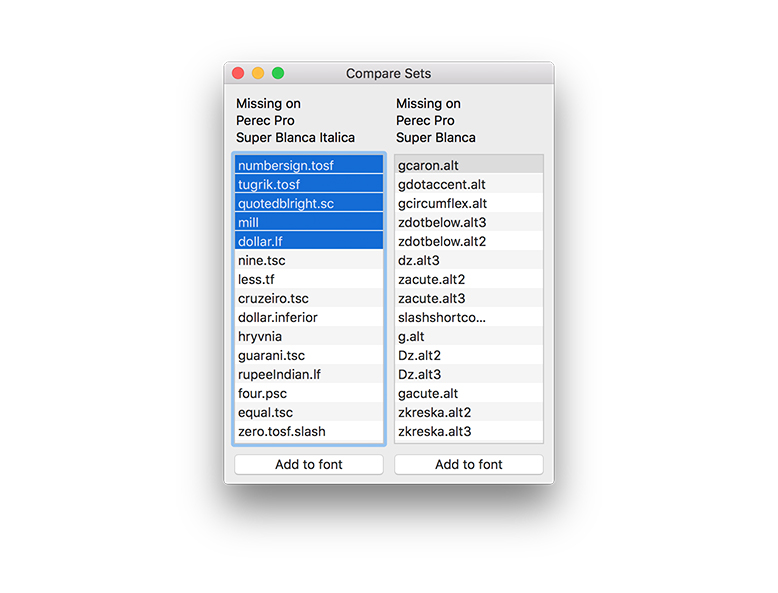 Compare Sets
Missing on
Perec Pro
Super Blanca Italica
numbersign.tosf
tugrik.tosf
quotedblright.sc
mill
dollar.lf
nine.tsc
less.tf
cruzeiro.tsc
dollar.inferior
hryvnia
guarani.tsc
rupeeIndian.lf
four.psc
equal.tsc
zero.tosf.slash
Add to font
Missing on
Perec Pro
Super Blanca
gcaron.alt
gdotaccent.alt
gcircumflex.alt
zdotbelow.alt3
zdotbelow.alt2
dz.alt3
zacute.alt2
zacute.alt3
slashshortco...
g.alt
Dz.alt2
Dz.alt3
gacute.alt
zkreska.alt2
zkreska.alt3
Add to font